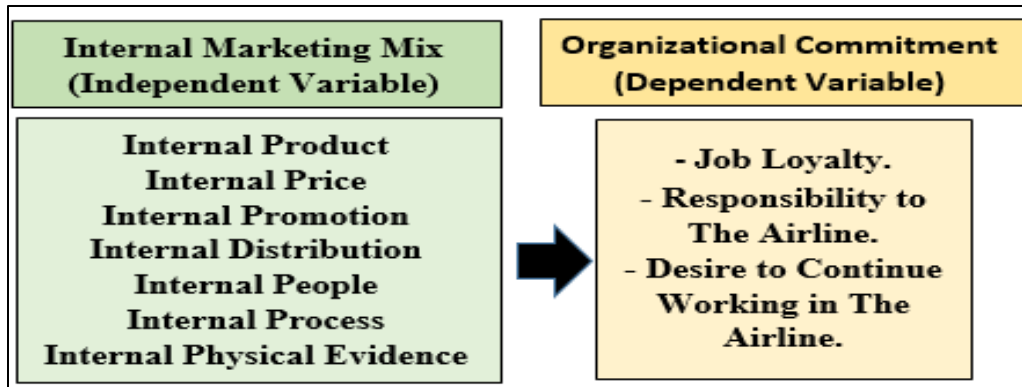 Internal Marketing Mix
(Independent Variable)
Internal Product
Internal Price
Internal Promotion
Internal Distribution
Internal People
Internal Process
Internal Physical Evidence
Organizational Commitment
(Dependent Variable)
- Job Loyalty.
- Responsibility to
The Airline.
- Desire to Continue
Working in The
Airline.